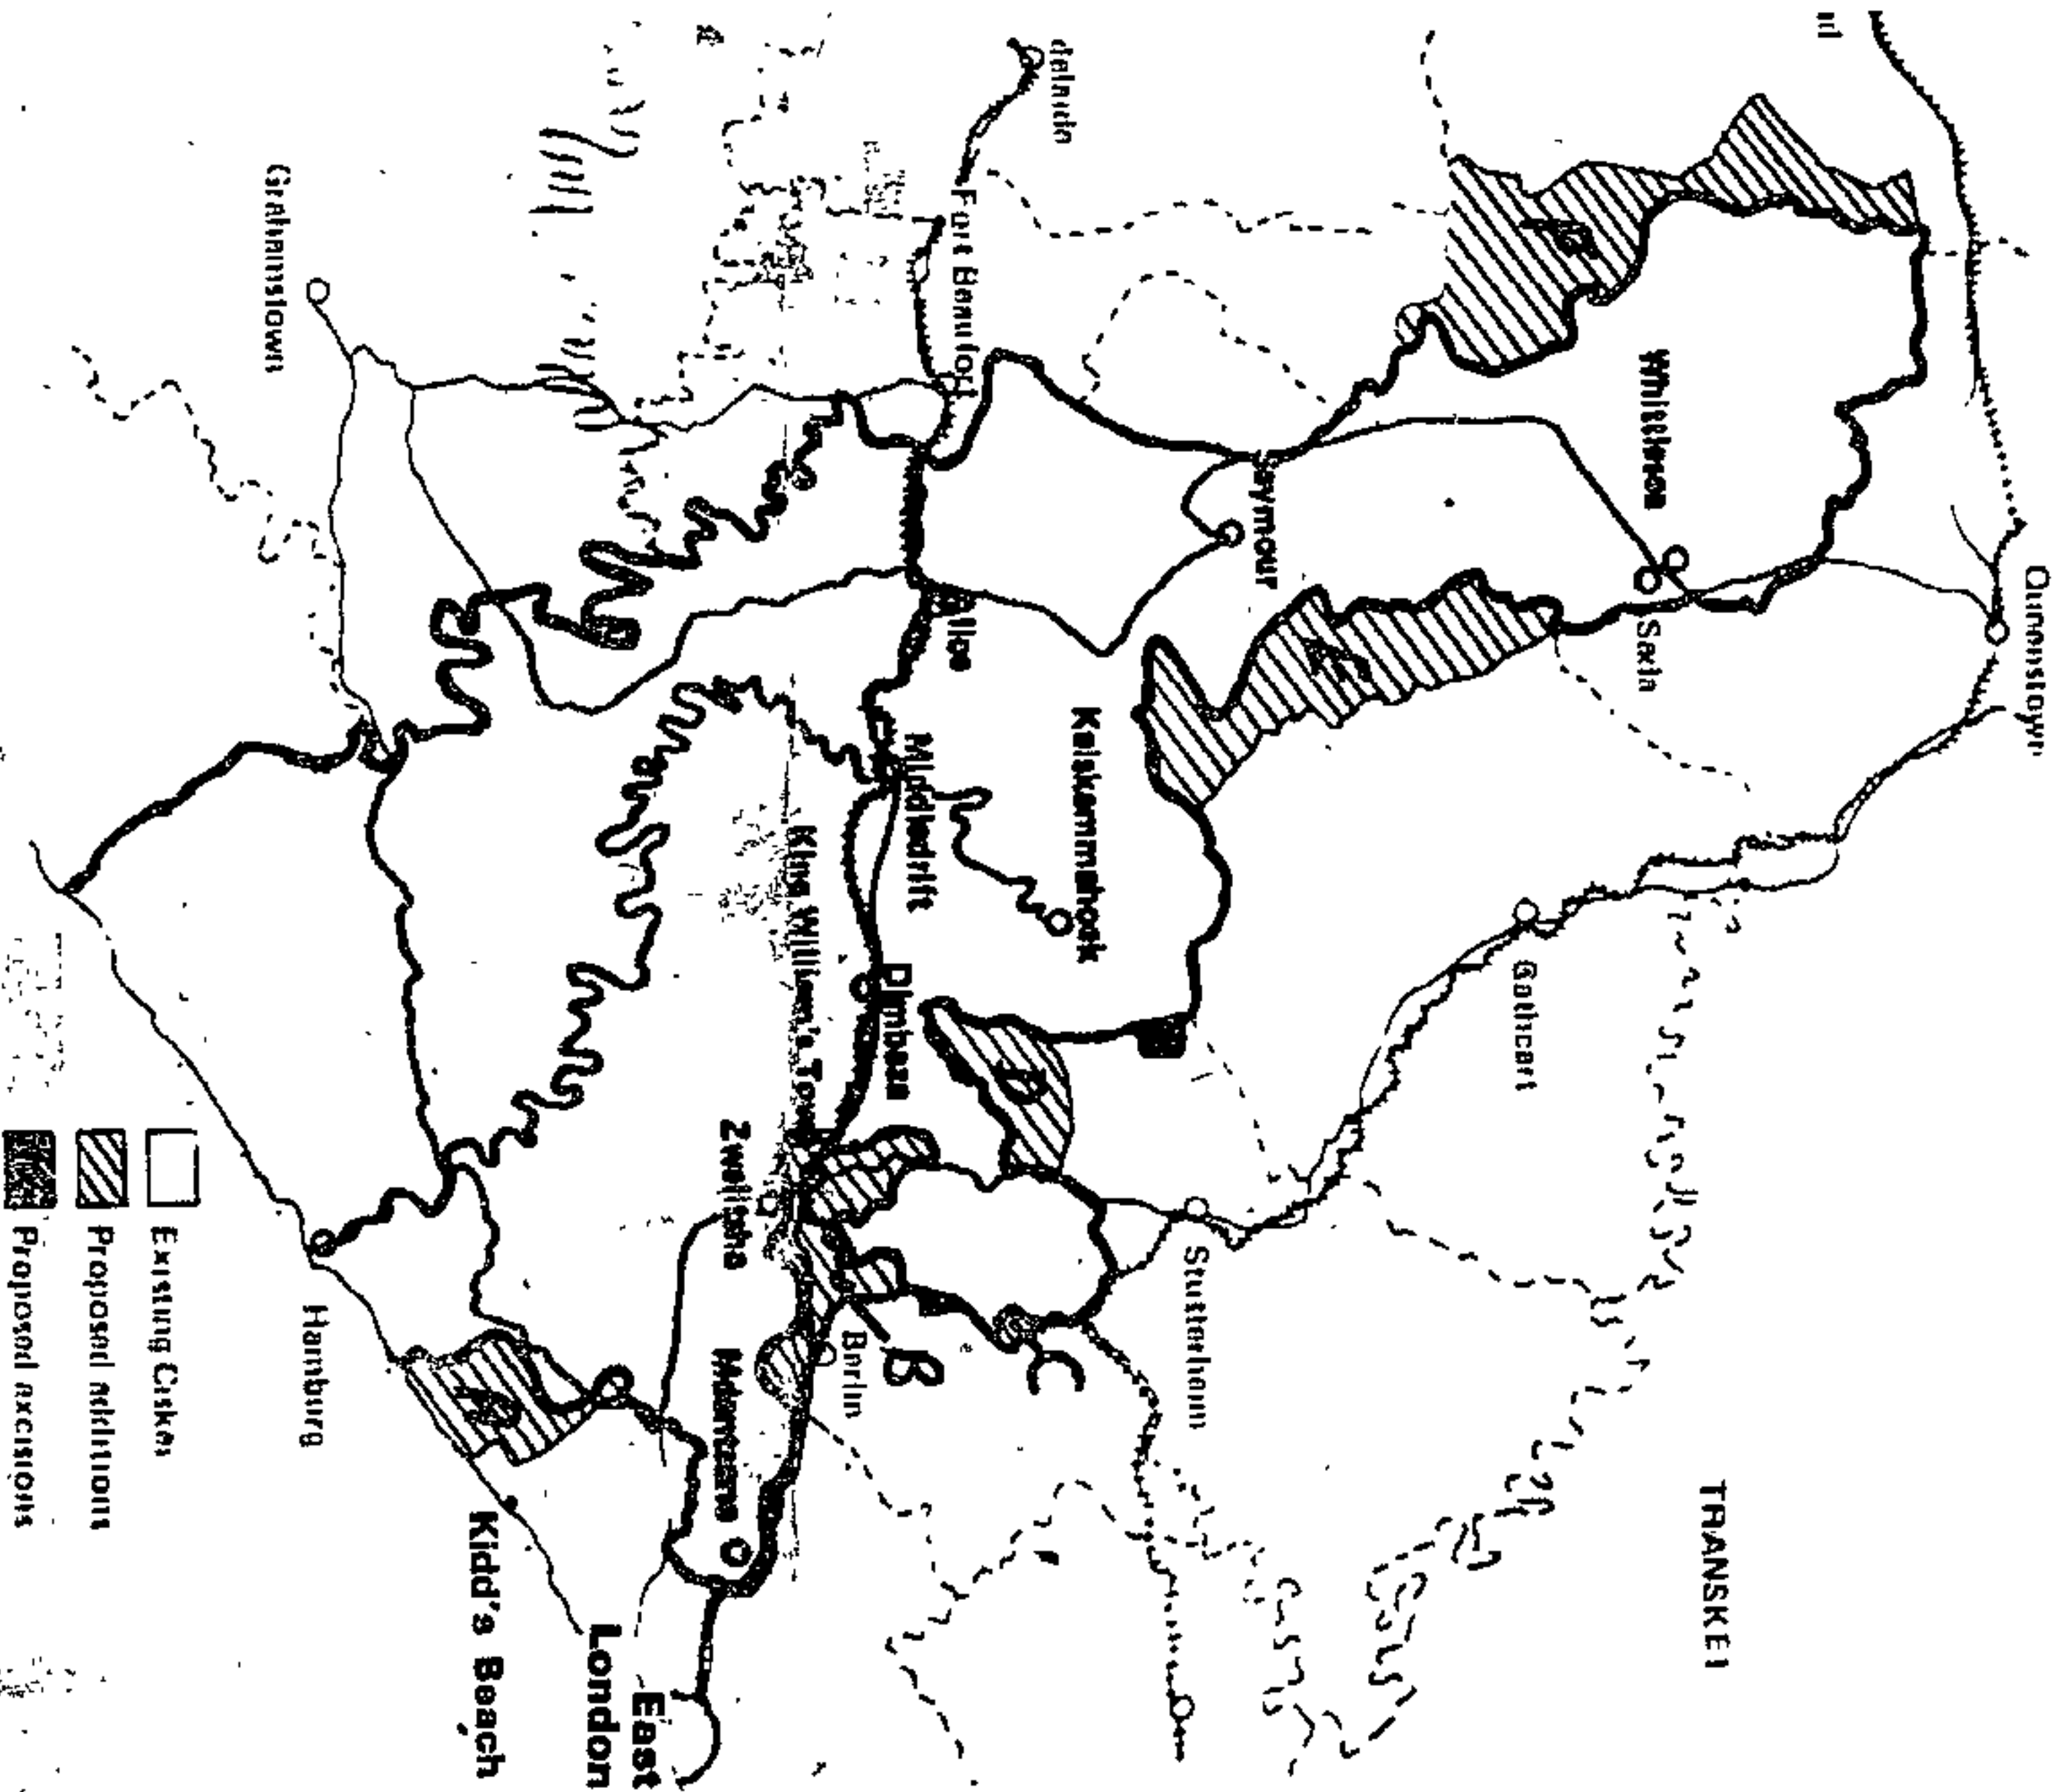 Queenstown
TRANSKEI
Whittlesea
Sada
Cathcart
Seymour
Stutterheim
Keiskammahoek
C
B
Fort Beaufort
Alice
Middledrift
Dimbaza
Berlin
King William's Town
Zwelitsha
Mdantsane
East
London
Kidd's Beach
Hamburg
Grahamstown
Existing Ciskei
Proposed additions
Proposed excisions